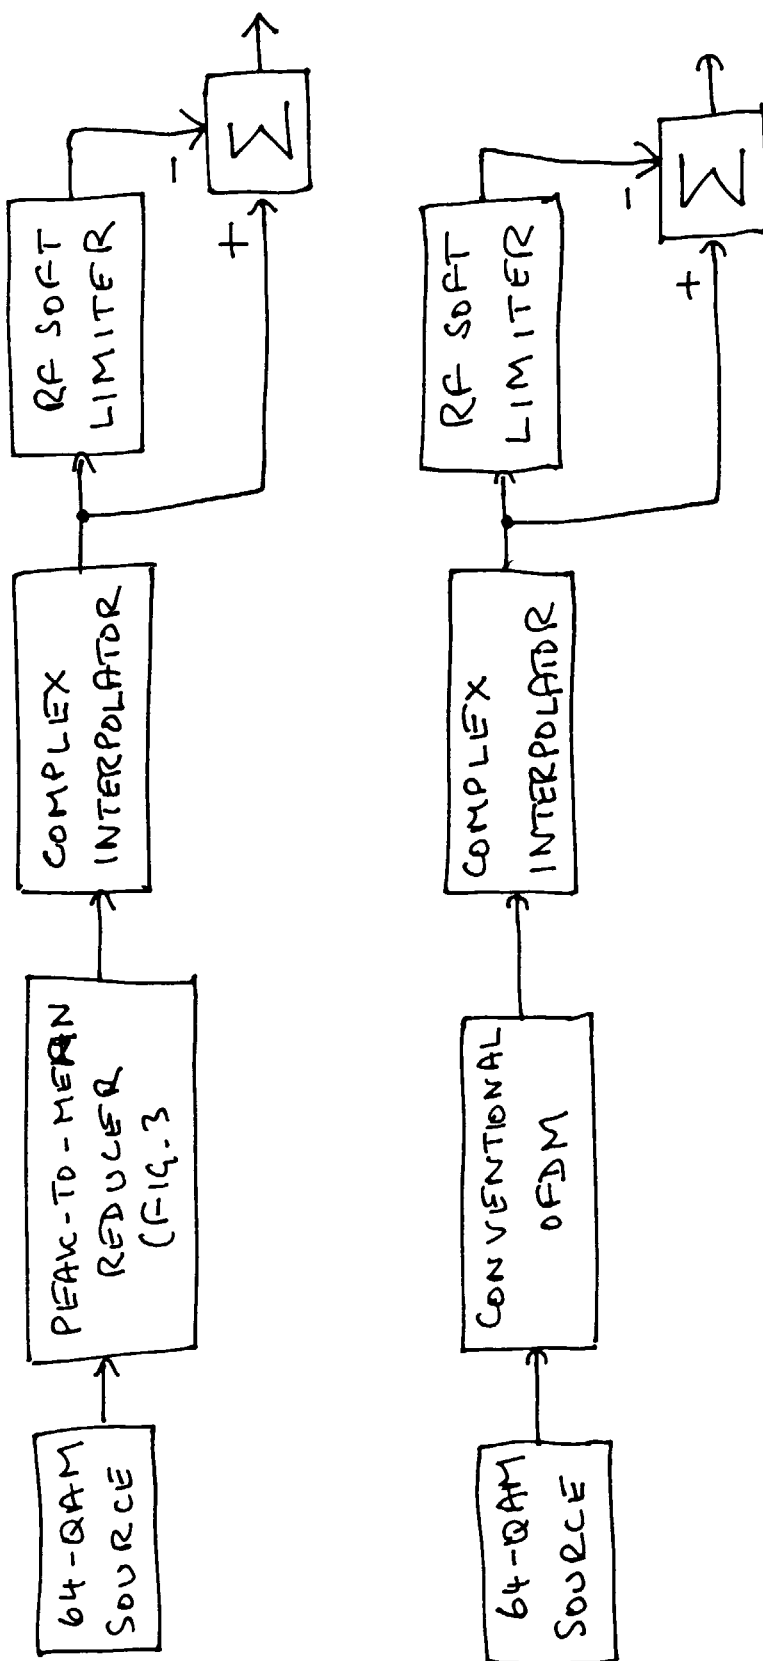 64-QAM
SOURCE
PEAK-TO-MEAN
REDUCER
(FIG.3
COMPLEX
INTERPOLATOR
RF SOFT
LIMITER
-
+
Σ
64-QAM
SOURCE
CONVENTIONAL
OFDM
COMPLEX
INTERPOLATOR
RF SOFT
LIMITER
-
+
Σ